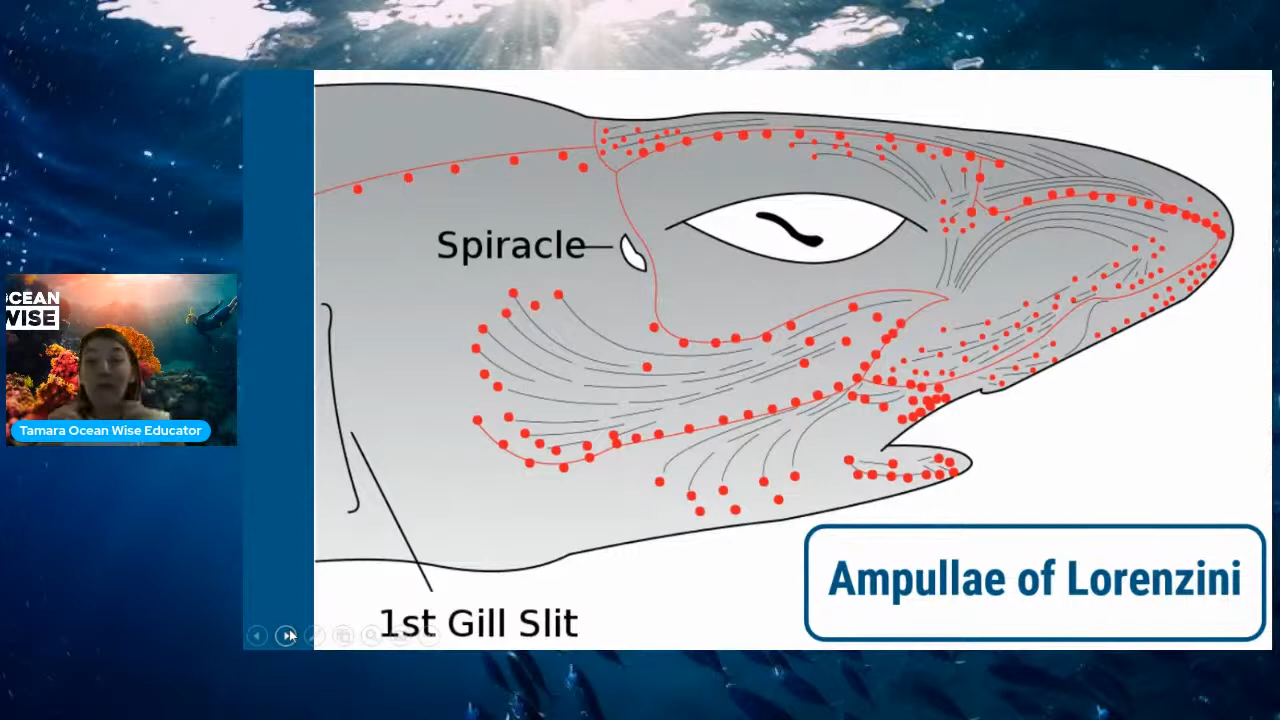 Spiracle
OCEAN
WISE
Tamara Ocean Wise Educator
Ampullae of Lorenzini
1st Gill Slit